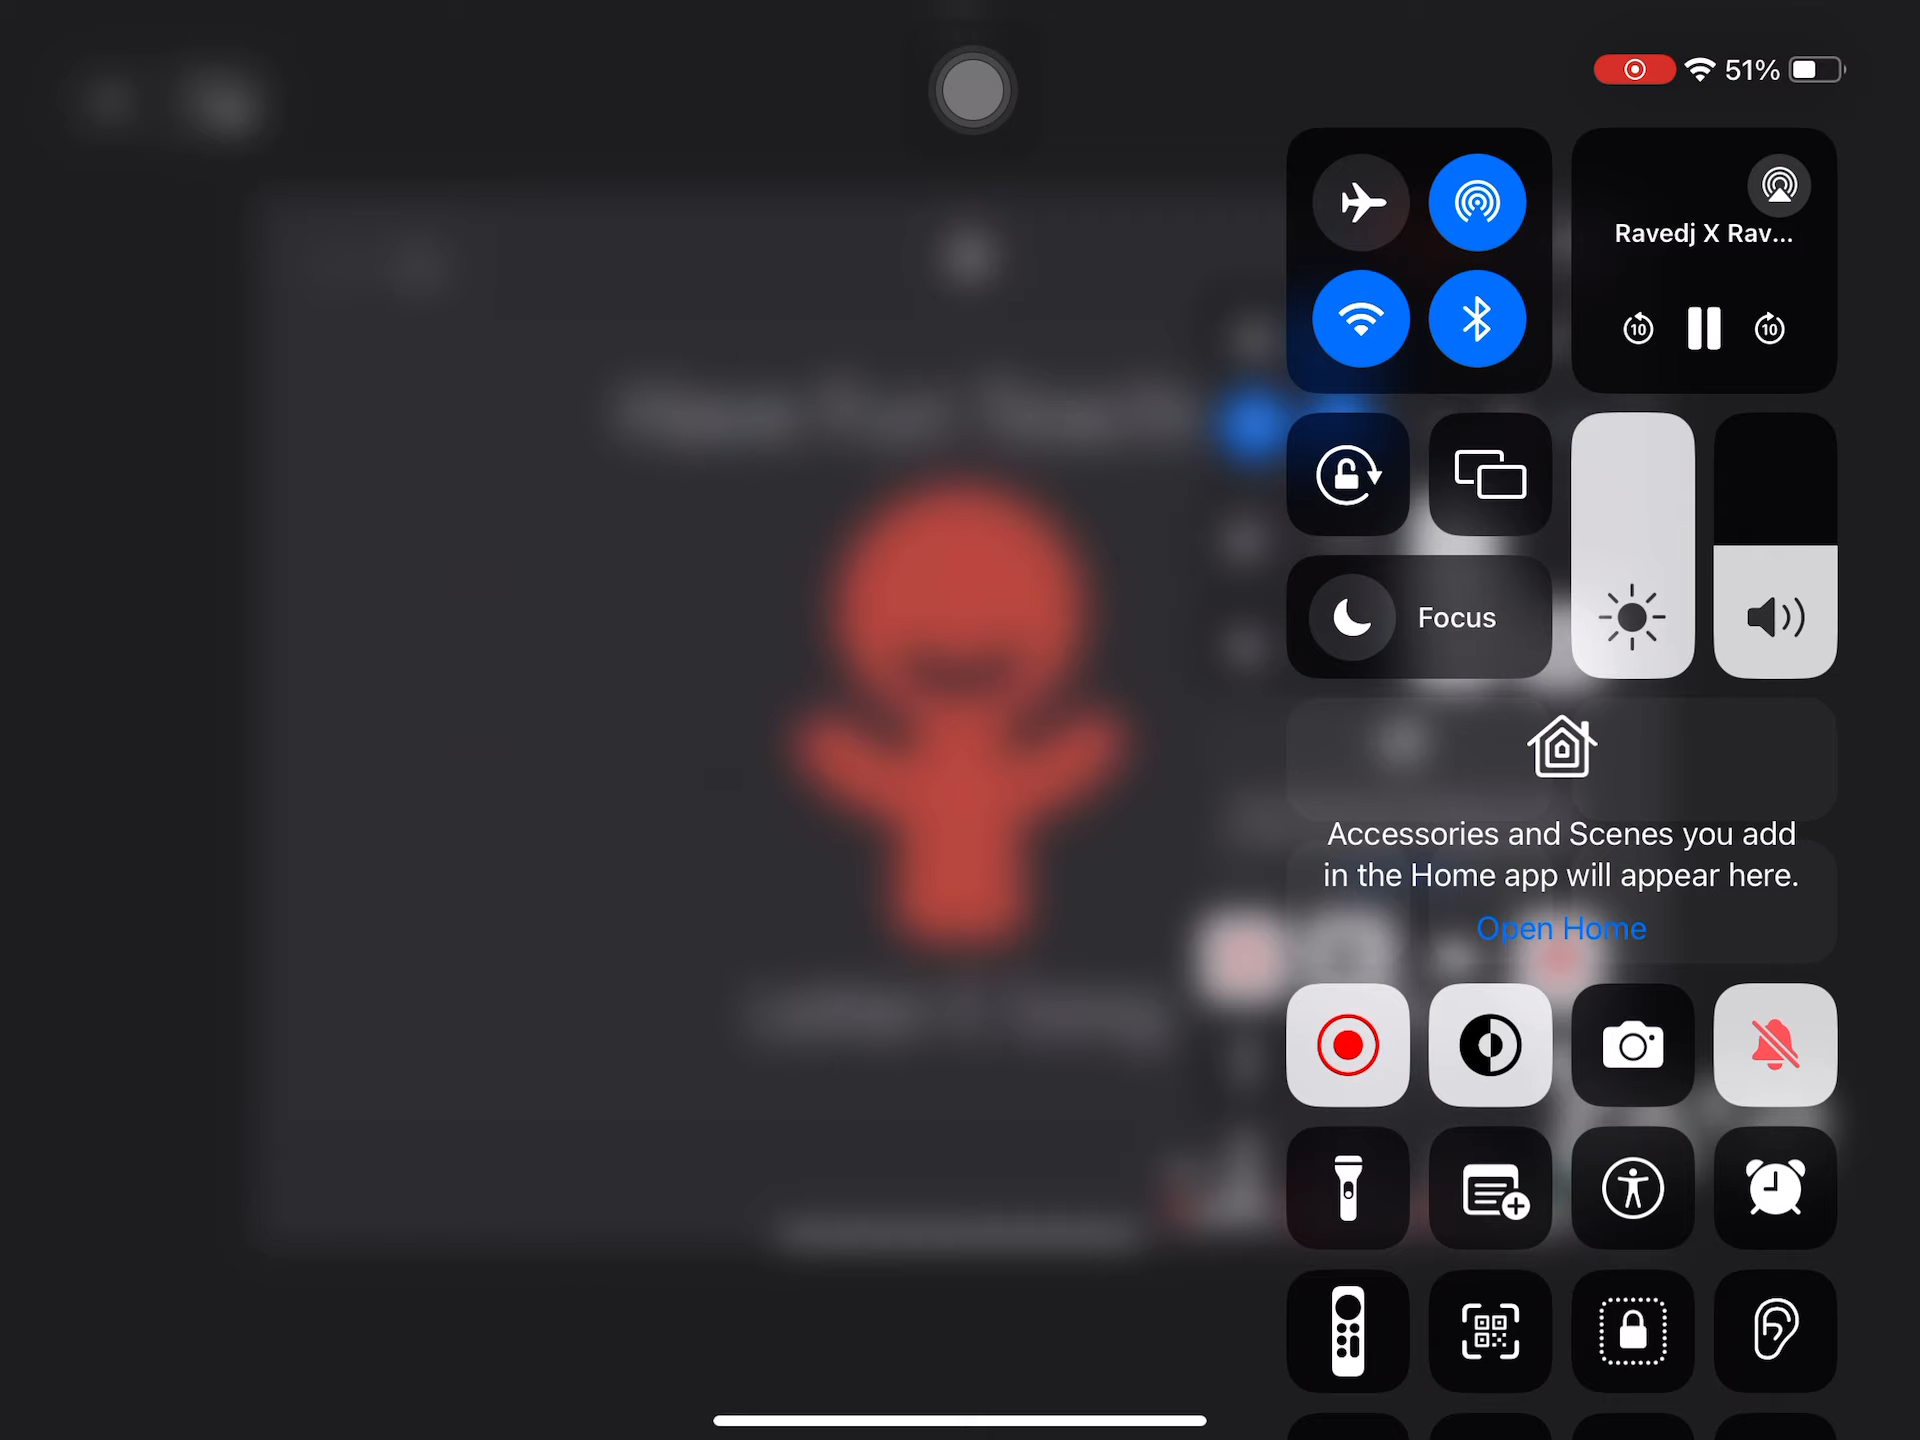 51%
Ravedj X Rav...
10
10
Focus
Accessories and Scenes you add
in the Home app will appear here.
Open Home